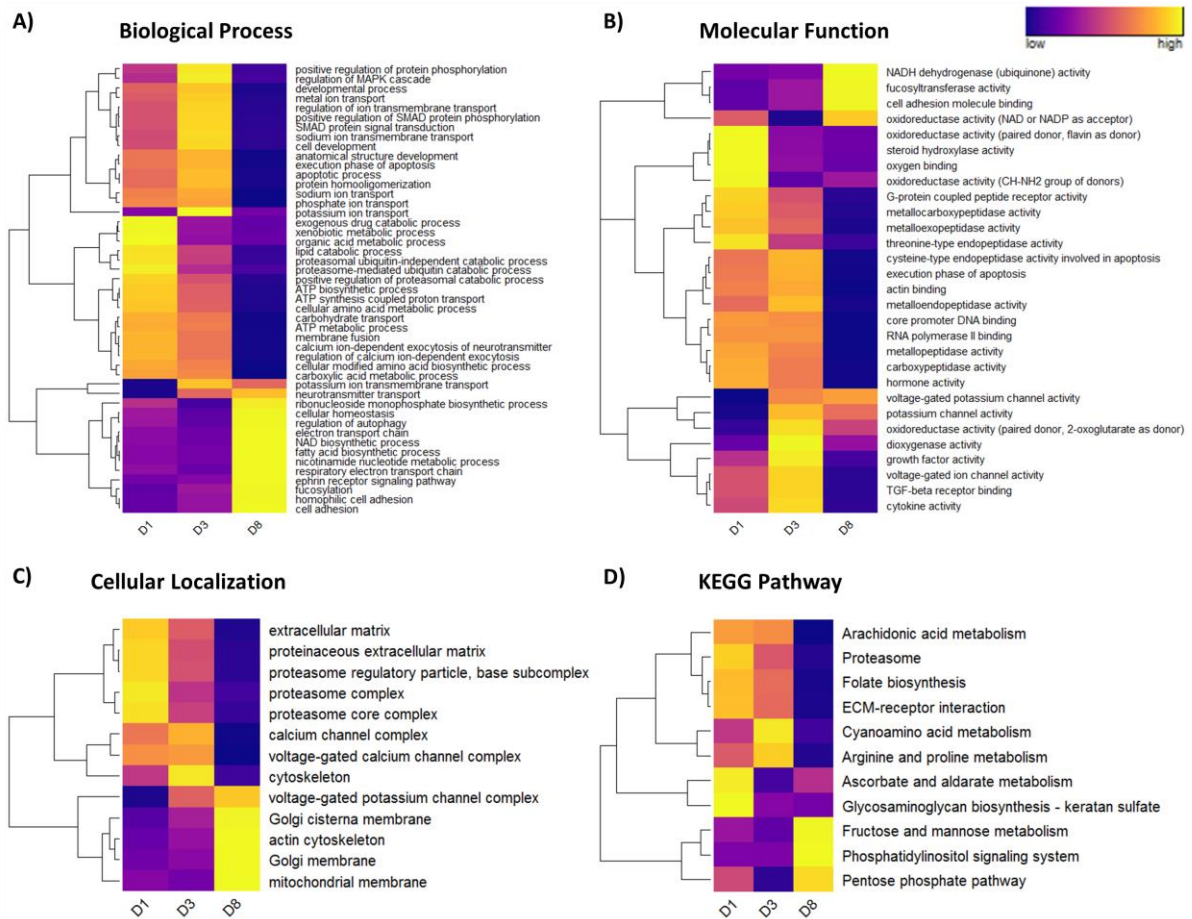 A)
Biological Process
positive regulation of protein phosphorylation
regulation of MAPK cascade
developmental process
metal ion transport
regulation of ion transmembrane transport
positive regulation of SMAD protein phosphorylation
SMAD protein signal transduction
sodium ion transmembrane transport
cell development
anatomical structure development
execution phase of apoptosis
apoptotic process
protein homooligomerization
sodium ion transport
phosphate ion transport
potassium ion transport
exogenous drug catabolic process
xenobiotic metabolic process
organic acid metabolic process
lipid catabolic process
proteasomal ubiquitin-independent catabolic process
proteasome-mediated ubiquitin catabolic process
positive regulation of proteasomal catabolic process
ATP biosynthetic process
ATP synthesis coupled proton transport
cellular amino acid metabolic process
carbohydrate transport
ATP metabolic process
membrane fusion
calcium ion-dependent exocytosis of neurotransmitter
regulation of calcium ion-dependent exocytosis
cellular modified amino acid biosynthetic process
carboxylic acid metabolic process
potassium ion transmembrane transport
neurotransmitter transport
ribonucleoside monophosphate biosynthetic process
cellular homeostasis
regulation of autophagy
electron transport chain
NAD biosynthetic process
fatty acid biosynthetic process
nicotinamide nucleotide metabolic process
respiratory electron transport chain
ephrin receptor signaling pathway
fucosylation
homophilic cell adhesion
cell adhesion
D1 D3 D8
B)
Molecular Function
low high
NADH dehydrogenase (ubiquinone) activity
fucosyltransferase activity
cell adhesion molecule binding
oxidoreductase activity (NAD or NADP as acceptor)
oxidoreductase activity (paired donor, flavin as donor)
steroid hydroxylase activity
oxygen binding
oxidoreductase activity (CH-NH2 group of donors)
G-protein coupled peptide receptor activity
metallocarboxypeptidase activity
metalloexopeptidase activity
threonine-type endopeptidase activity
cysteine-type endopeptidase activity involved in apoptosis
execution phase of apoptosis
actin binding
metalloendopeptidase activity
core promoter DNA binding
RNA polymerase II binding
metallopeptidase activity
carboxypeptidase activity
hormone activity
voltage-gated potassium channel activity
potassium channel activity
oxidoreductase activity (paired donor, 2-oxoglutarate as donor)
dioxygenase activity
growth factor activity
voltage-gated ion channel activity
TGF-beta receptor binding
cytokine activity
D1 D3 D8
C)
Cellular Localization
extracellular matrix
proteinaceous extracellular matrix
proteasome regulatory particle, base subcomplex
proteasome complex
proteasome core complex
calcium channel complex
voltage-gated calcium channel complex
cytoskeleton
voltage-gated potassium channel complex
Golgi cisterna membrane
actin cytoskeleton
Golgi membrane
mitochondrial membrane
D1 D3 D8
D)
KEGG Pathway
Arachidonic acid metabolism
Proteasome
Folate biosynthesis
ECM-receptor interaction
Cyanoamino acid metabolism
Arginine and proline metabolism
Ascorbate and aldarate metabolism
Glycosaminoglycan biosynthesis - keratan sulfate
Fructose and mannose metabolism
Phosphatidylinositol signaling system
Pentose phosphate pathway
D1 D3 D8